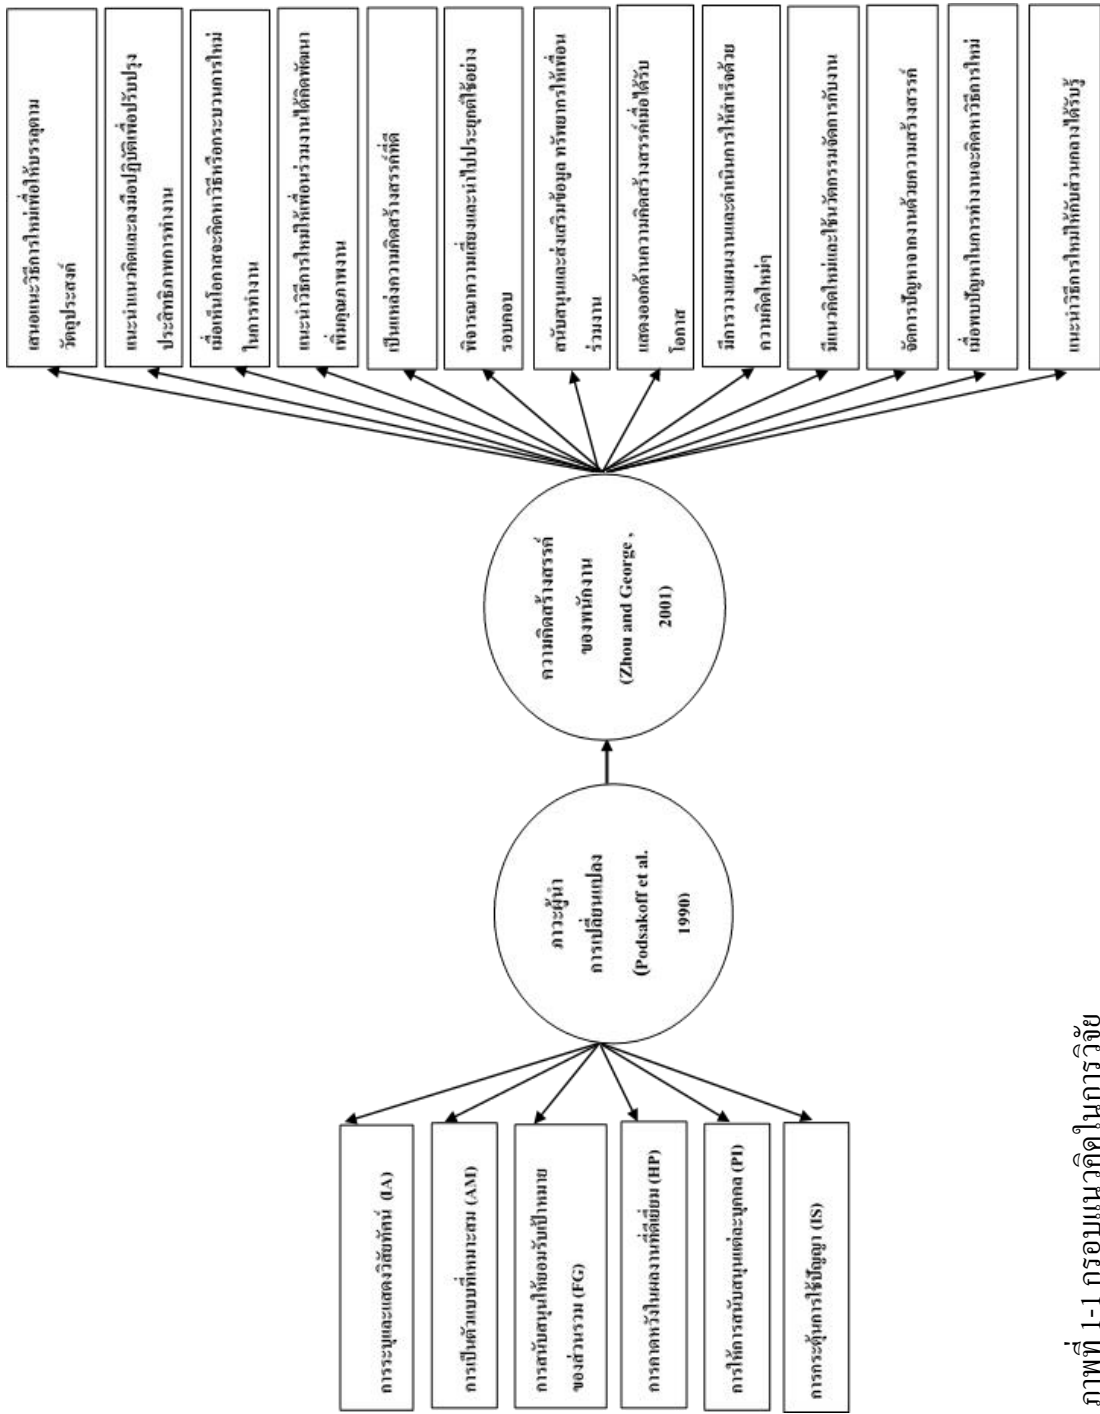 การระบุและแสดงวิสัยทัศน์ (IA)
การเป็นตัวแบบที่เหมาะสม (AM)
การสนับสนุนให้ยอมรับเป้าหมาย
ของส่วนรวม (FG)
การคาดหวังในผลงานที่ดีเยี่ยม (HP)
การให้การสนับสนุนแต่ละบุคคล (PI)
การกระตุ้นการใช้ปัญญา (IS)
ภาวะผู้นำ
การเปลี่ยนแปลง
(Podsakoff et al.
1990)
ความคิดสร้างสรรค์
ของพนักงาน
(Zhou and George ,
2001)
เสนอแนะวิธีการใหม่เพื่อให้บรรลุตาม
วัตถุประสงค์
แนะนำแนวคิดและลงมือปฏิบัติเพื่อปรับปรุง
ประสิทธิภาพการทำงาน
เมื่อเห็นโอกาสจะคิดหาวิธีหรือกระบวนการใหม่
ในการทำงาน
แนะนำวิธีการใหม่ให้เพื่อนร่วมงานได้คิดพัฒนา
เพิ่มคุณภาพงาน
เป็นแหล่งความคิดสร้างสรรค์ที่ดี
พิจารณาความเสี่ยงและนำไปประยุกต์ใช้อย่าง
รอบคอบ
สนับสนุนและส่งเสริมข้อมูล ทรัพยากรให้เพื่อน
ร่วมงาน
แสดงออกด้านความคิดสร้างสรรค์เมื่อได้รับ
โอกาส
มีการวางแผนงานและดำเนินการให้สำเร็จด้วย
ความคิดใหม่ๆ
มีแนวคิดใหม่และใช้นวัตกรรมจัดการกับงาน
จัดการปัญหาจากงานด้วยความสร้างสรรค์
เมื่อพบปัญหาในการทำงานจะคิดหาวิธีการใหม่
แนะนำวิธีการใหม่ให้กับส่วนกลางได้รับรู้
ภาพที่ 1-1 กรอบแนวคิดในการวิจัย